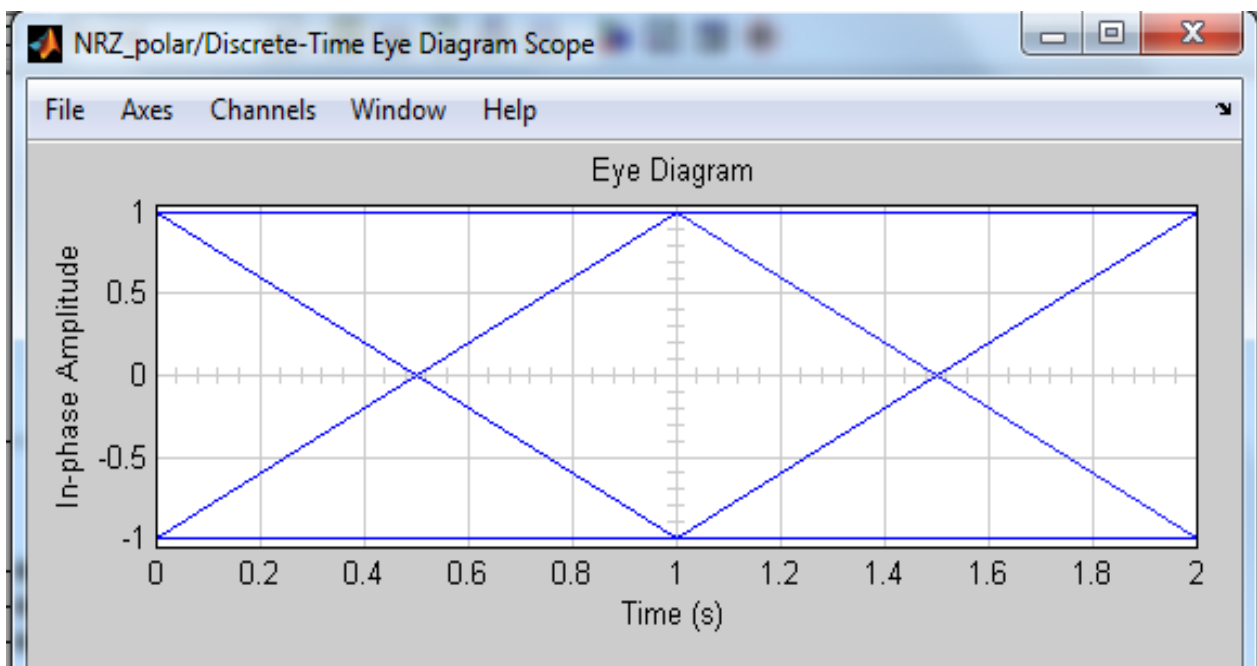 NRZ_polar/Discrete-Time Eye Diagram Scope
File Axes Channels Window Help
Eye Diagram
In-phase Amplitude
1
0.5
0
-0.5
-1
0 0.2 0.4 0.6 0.8 1 1.2 1.4 1.6 1.8 2
Time (s)